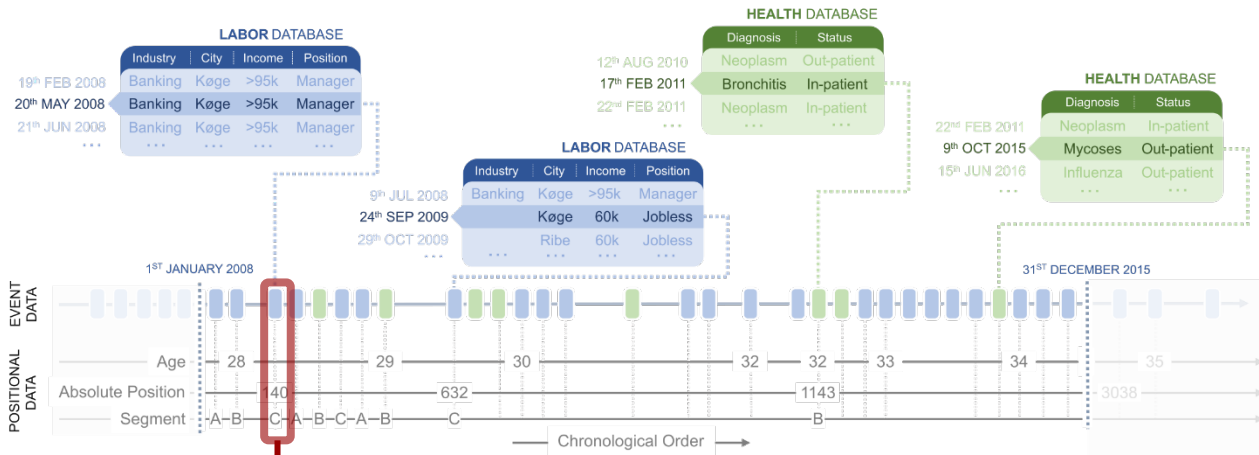 LABOR DATABASE
Industry City Income Position
19th FEB 2008 Banking Køge >95k Manager
20th MAY 2008 Banking Køge >95k Manager
21th JUN 2008 Banking Køge >95k Manager
... ... ... ... ...
LABOR DATABASE
Industry City Income Position
9th JUL 2008 Banking Køge >95k Manager
24th SEP 2009 Køge 60k Jobless
29th OCT 2009 Ribe 60k Jobless
... ... ... ...
HEALTH DATABASE
Diagnosis Status
12th AUG 2010 Neoplasm Out-patient
17th FEB 2011 Bronchitis In-patient
22nd FEB 2011 Neoplasm In-patient
... ... ...
HEALTH DATABASE
Diagnosis Status
22nd FEB 2011 Neoplasm In-patient
9th OCT 2015 Mycoses Out-patient
15th JUN 2016 Influenza Out-patient
... ... ...
1ST JANUARY 2008
31ST DECEMBER 2015
EVENT DATA
POSITIONAL DATA
Age 28 29 30 32 32 33 34 35
Absolute Position 140 632 1143 3038
Segment A B C A B C A B C B
Chronological Order